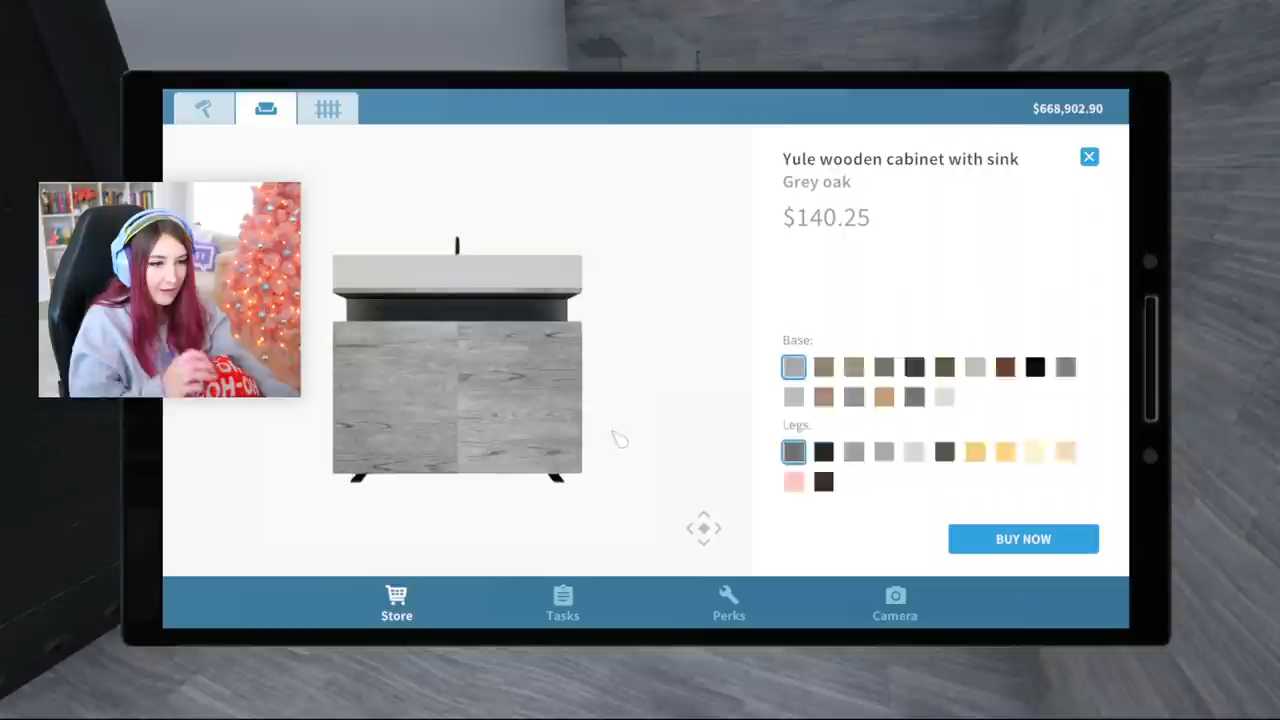 $668,902.90
Yule wooden cabinet with sink
Grey oak
$140.25
Base:
Legs:
BUY NOW
Store
Tasks
Perks
Camera